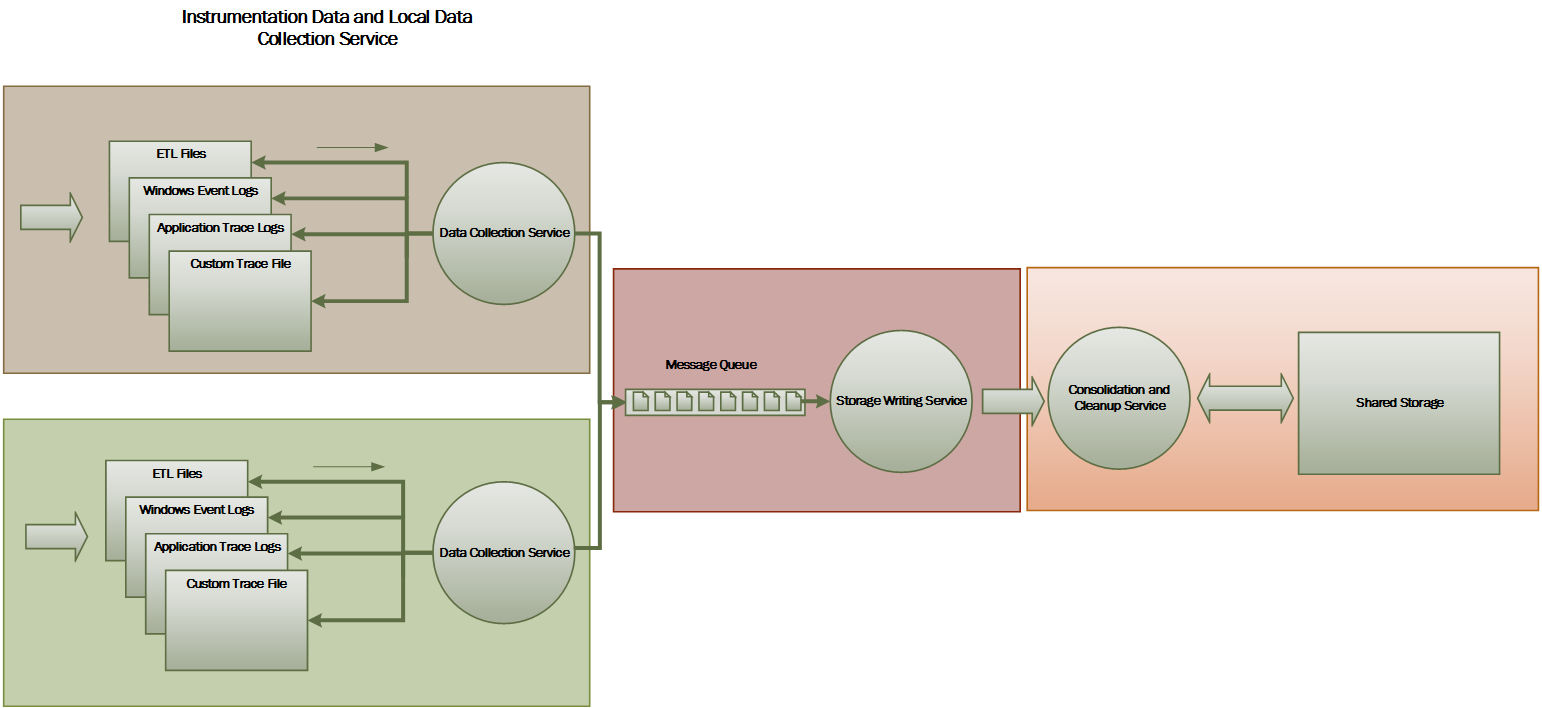 Instrumentation Data and Local Data
Collection Service
ETL Files
Windows Event Logs
Application Trace Logs
Custom Trace File
Data Collection Service
Message Queue
Storage Writing Service
Consolidation and
Cleanup Service
Shared Storage
ETL Files
Windows Event Logs
Application Trace Logs
Custom Trace File
Data Collection Service